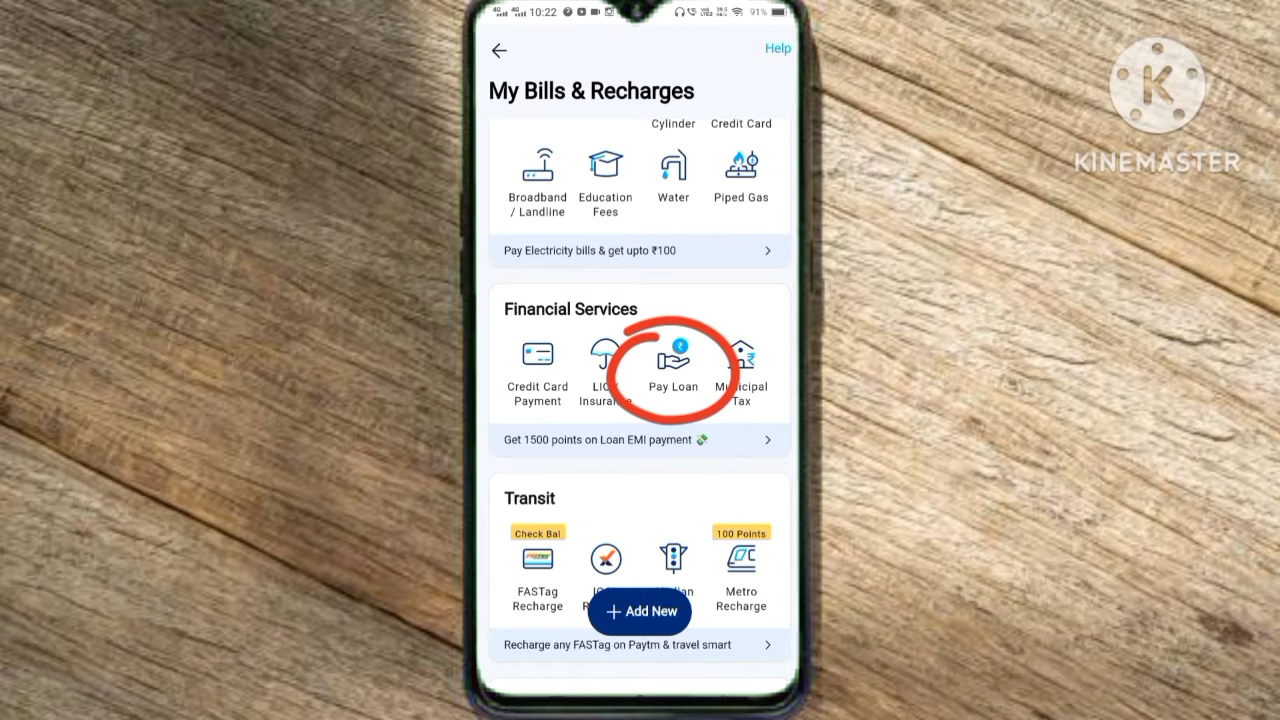 4G 4G 10:22 91%
Help
My Bills & Recharges
Cylinder Credit Card
Broadband Education Water Piped Gas
/ Landline Fees
Pay Electricity bills & get upto ₹100
Financial Services
₹
Credit Card LIC/ Pay Loan Municipal
Payment Insurance Tax
Get 1500 points on Loan EMI payment 💸
Transit
Check Bal 100 Points
FASTag Metro
Recharge Recharge
+ Add New
Recharge any FASTag on Paytm & travel smart
K
KINEMASTER